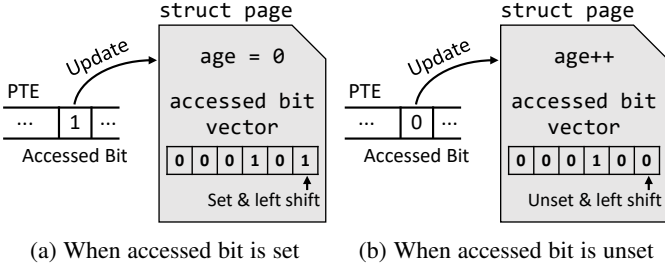 struct page
Update
age = 0
PTE
... 1 ...
Accessed Bit
accessed bit
vector
0 0 0 1 0 1
Set & left shift
(a) When accessed bit is set
struct page
Update
age++
PTE
... 0 ...
Accessed Bit
accessed bit
vector
0 0 0 1 0 0
Unset & left shift
(b) When accessed bit is unset